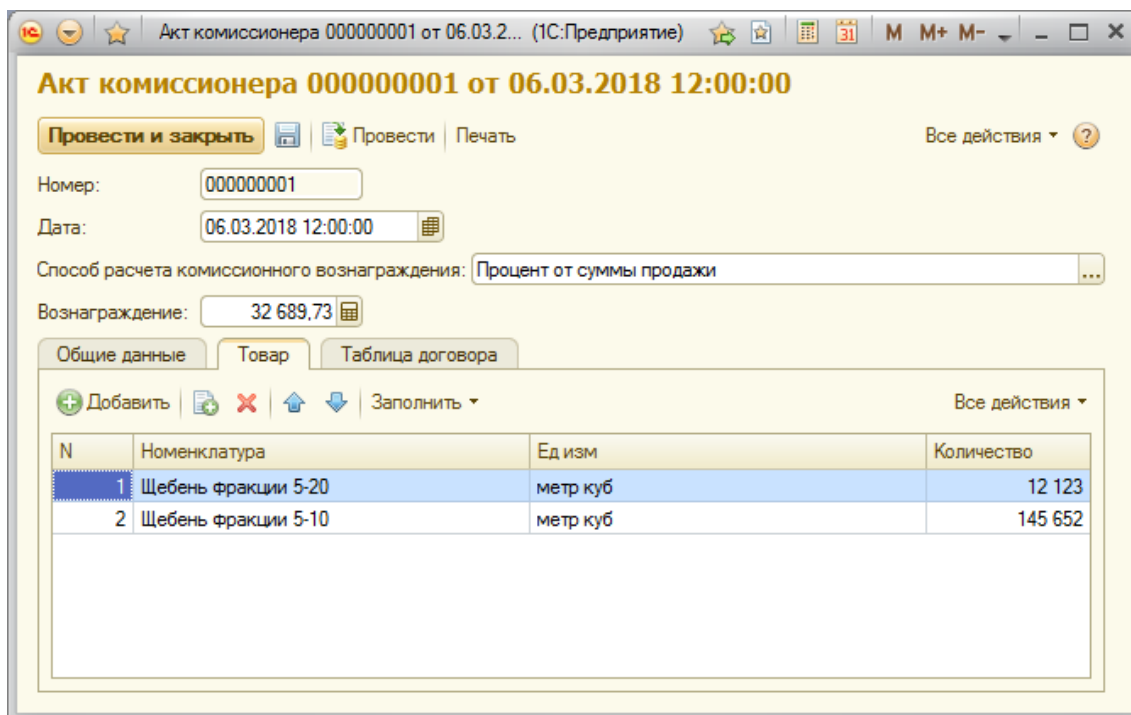 1С Акт комиссионера 000000001 от 06.03.2... (1С:Предприятие) 31 M M+ M-
Акт комиссионера 000000001 от 06.03.2018 12:00:00
Провести и закрыть Провести Печать Все действия ?
Номер: 000000001
Дата: 06.03.2018 12:00:00
Способ расчета комиссионного вознаграждения: Процент от суммы продажи ...
Вознаграждение: 32 689,73
Общие данные Товар Таблица договора
Добавить Заполнить Все действия
N Номенклатура Ед изм Количество
1 Щебень фракции 5-20 метр куб 12 123
2 Щебень фракции 5-10 метр куб 145 652